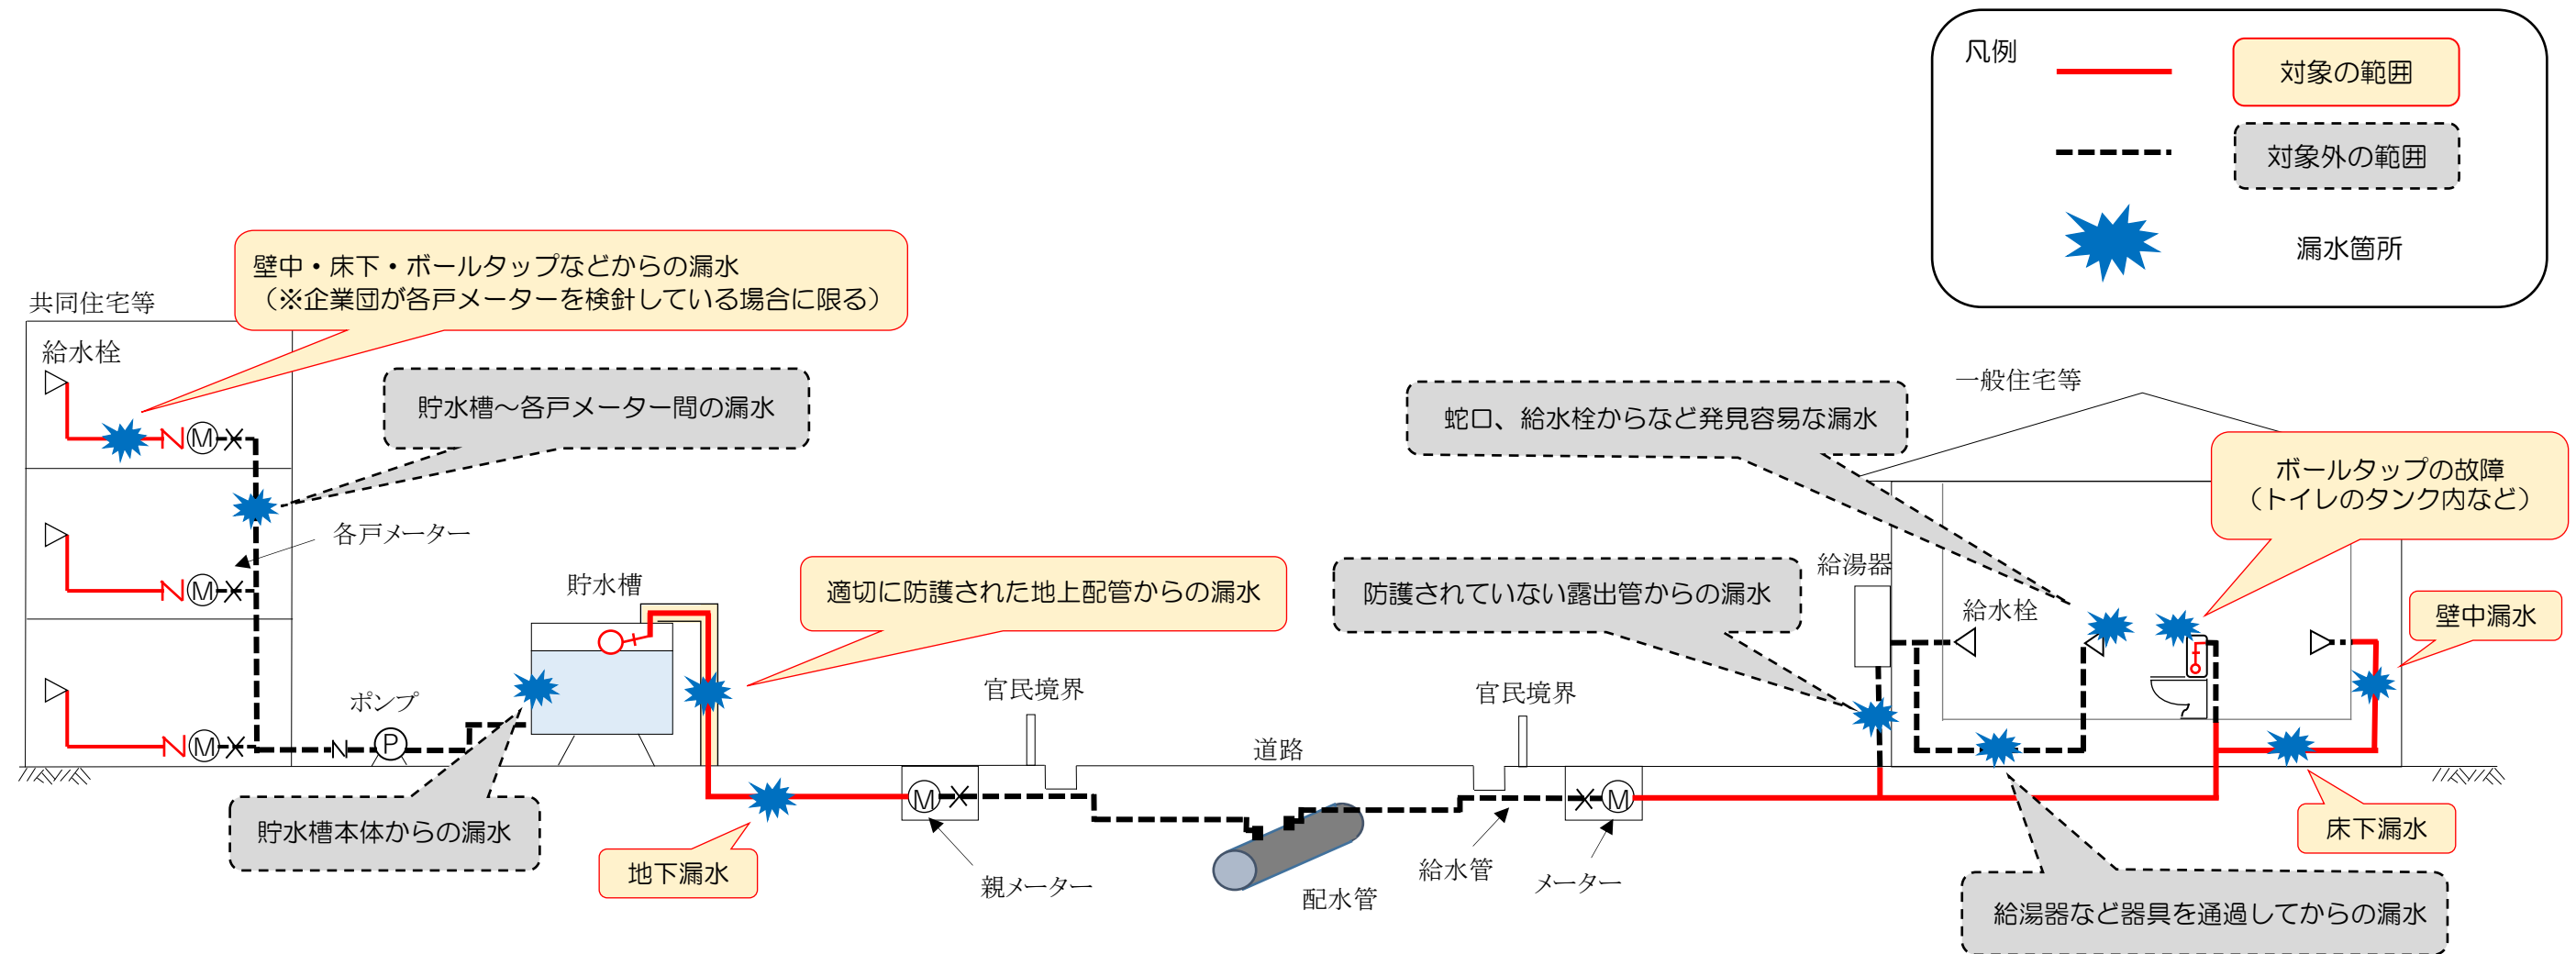 凡例
対象の範囲
対象外の範囲
漏水箇所
壁中・床下・ボールタップなどからの漏水
（※企業団が各戸メーターを検針している場合に限る）
共同住宅等
給水栓
貯水槽～各戸メーター間の漏水
M
各戸メーター
M
M
ポンプ
P
N
貯水槽
貯水槽本体からの漏水
適切に防護された地上配管からの漏水
地下漏水
官民境界
M
親メーター
道路
配水管
官民境界
給水管
M
メーター
一般住宅等
蛇口、給水栓からなど発見容易な漏水
防護されていない露出管からの漏水
給湯器
給水栓
ボールタップの故障
（トイレのタンク内など）
壁中漏水
床下漏水
給湯器など器具を通過してからの漏水